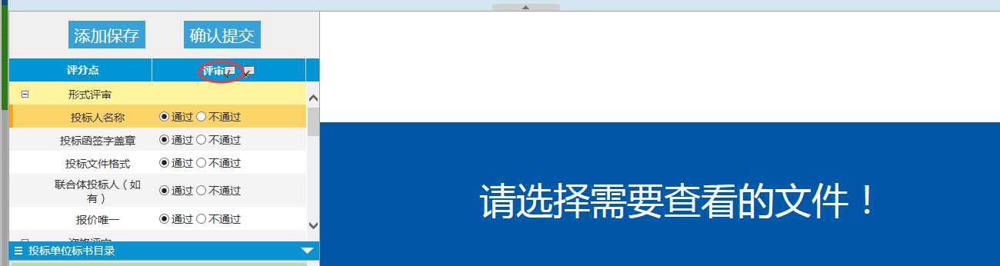 添加保存
确认提交
评分点
评审
形式评审
投标人名称
通过 不通过
投标函签字盖章
通过 不通过
投标文件格式
通过 不通过
联合体投标人（如
有）
通过 不通过
报价唯一
通过 不通过
资格评审
投标单位标书目录
请选择需要查看的文件！